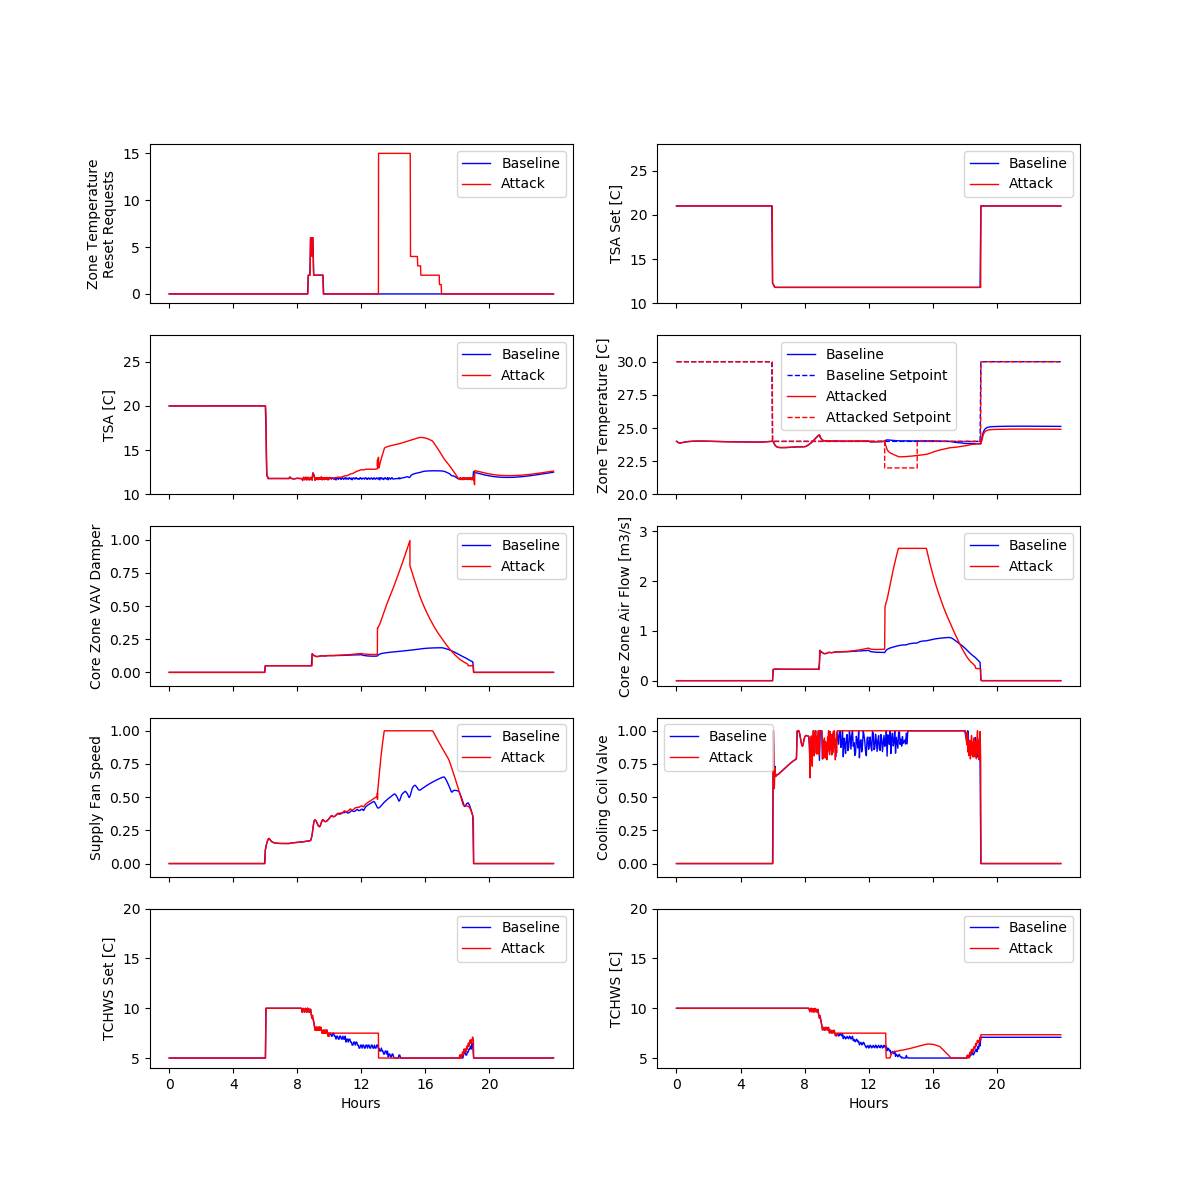 Zone Temperature
Reset Requests
15
10
5
0
Baseline
Attack
TSA Set [C]
25
20
15
10
Baseline
Attack
TSA [C]
25
20
15
10
Baseline
Attack
Zone Temperature [C]
30.0
27.5
25.0
22.5
20.0
Baseline
Baseline Setpoint
Attacked
Attacked Setpoint
Core Zone VAV Damper
1.00
0.75
0.50
0.25
0.00
Baseline
Attack
Core Zone Air Flow [m3/s]
3
2
1
0
Baseline
Attack
Supply Fan Speed
1.00
0.75
0.50
0.25
0.00
Baseline
Attack
Cooling Coil Valve
1.00
0.75
0.50
0.25
0.00
Baseline
Attack
TCHWS Set [C]
20
15
10
5
Baseline
Attack
0 4 8 12 16 20
Hours
TCHWS [C]
20
15
10
5
Baseline
Attack
0 4 8 12 16 20
Hours